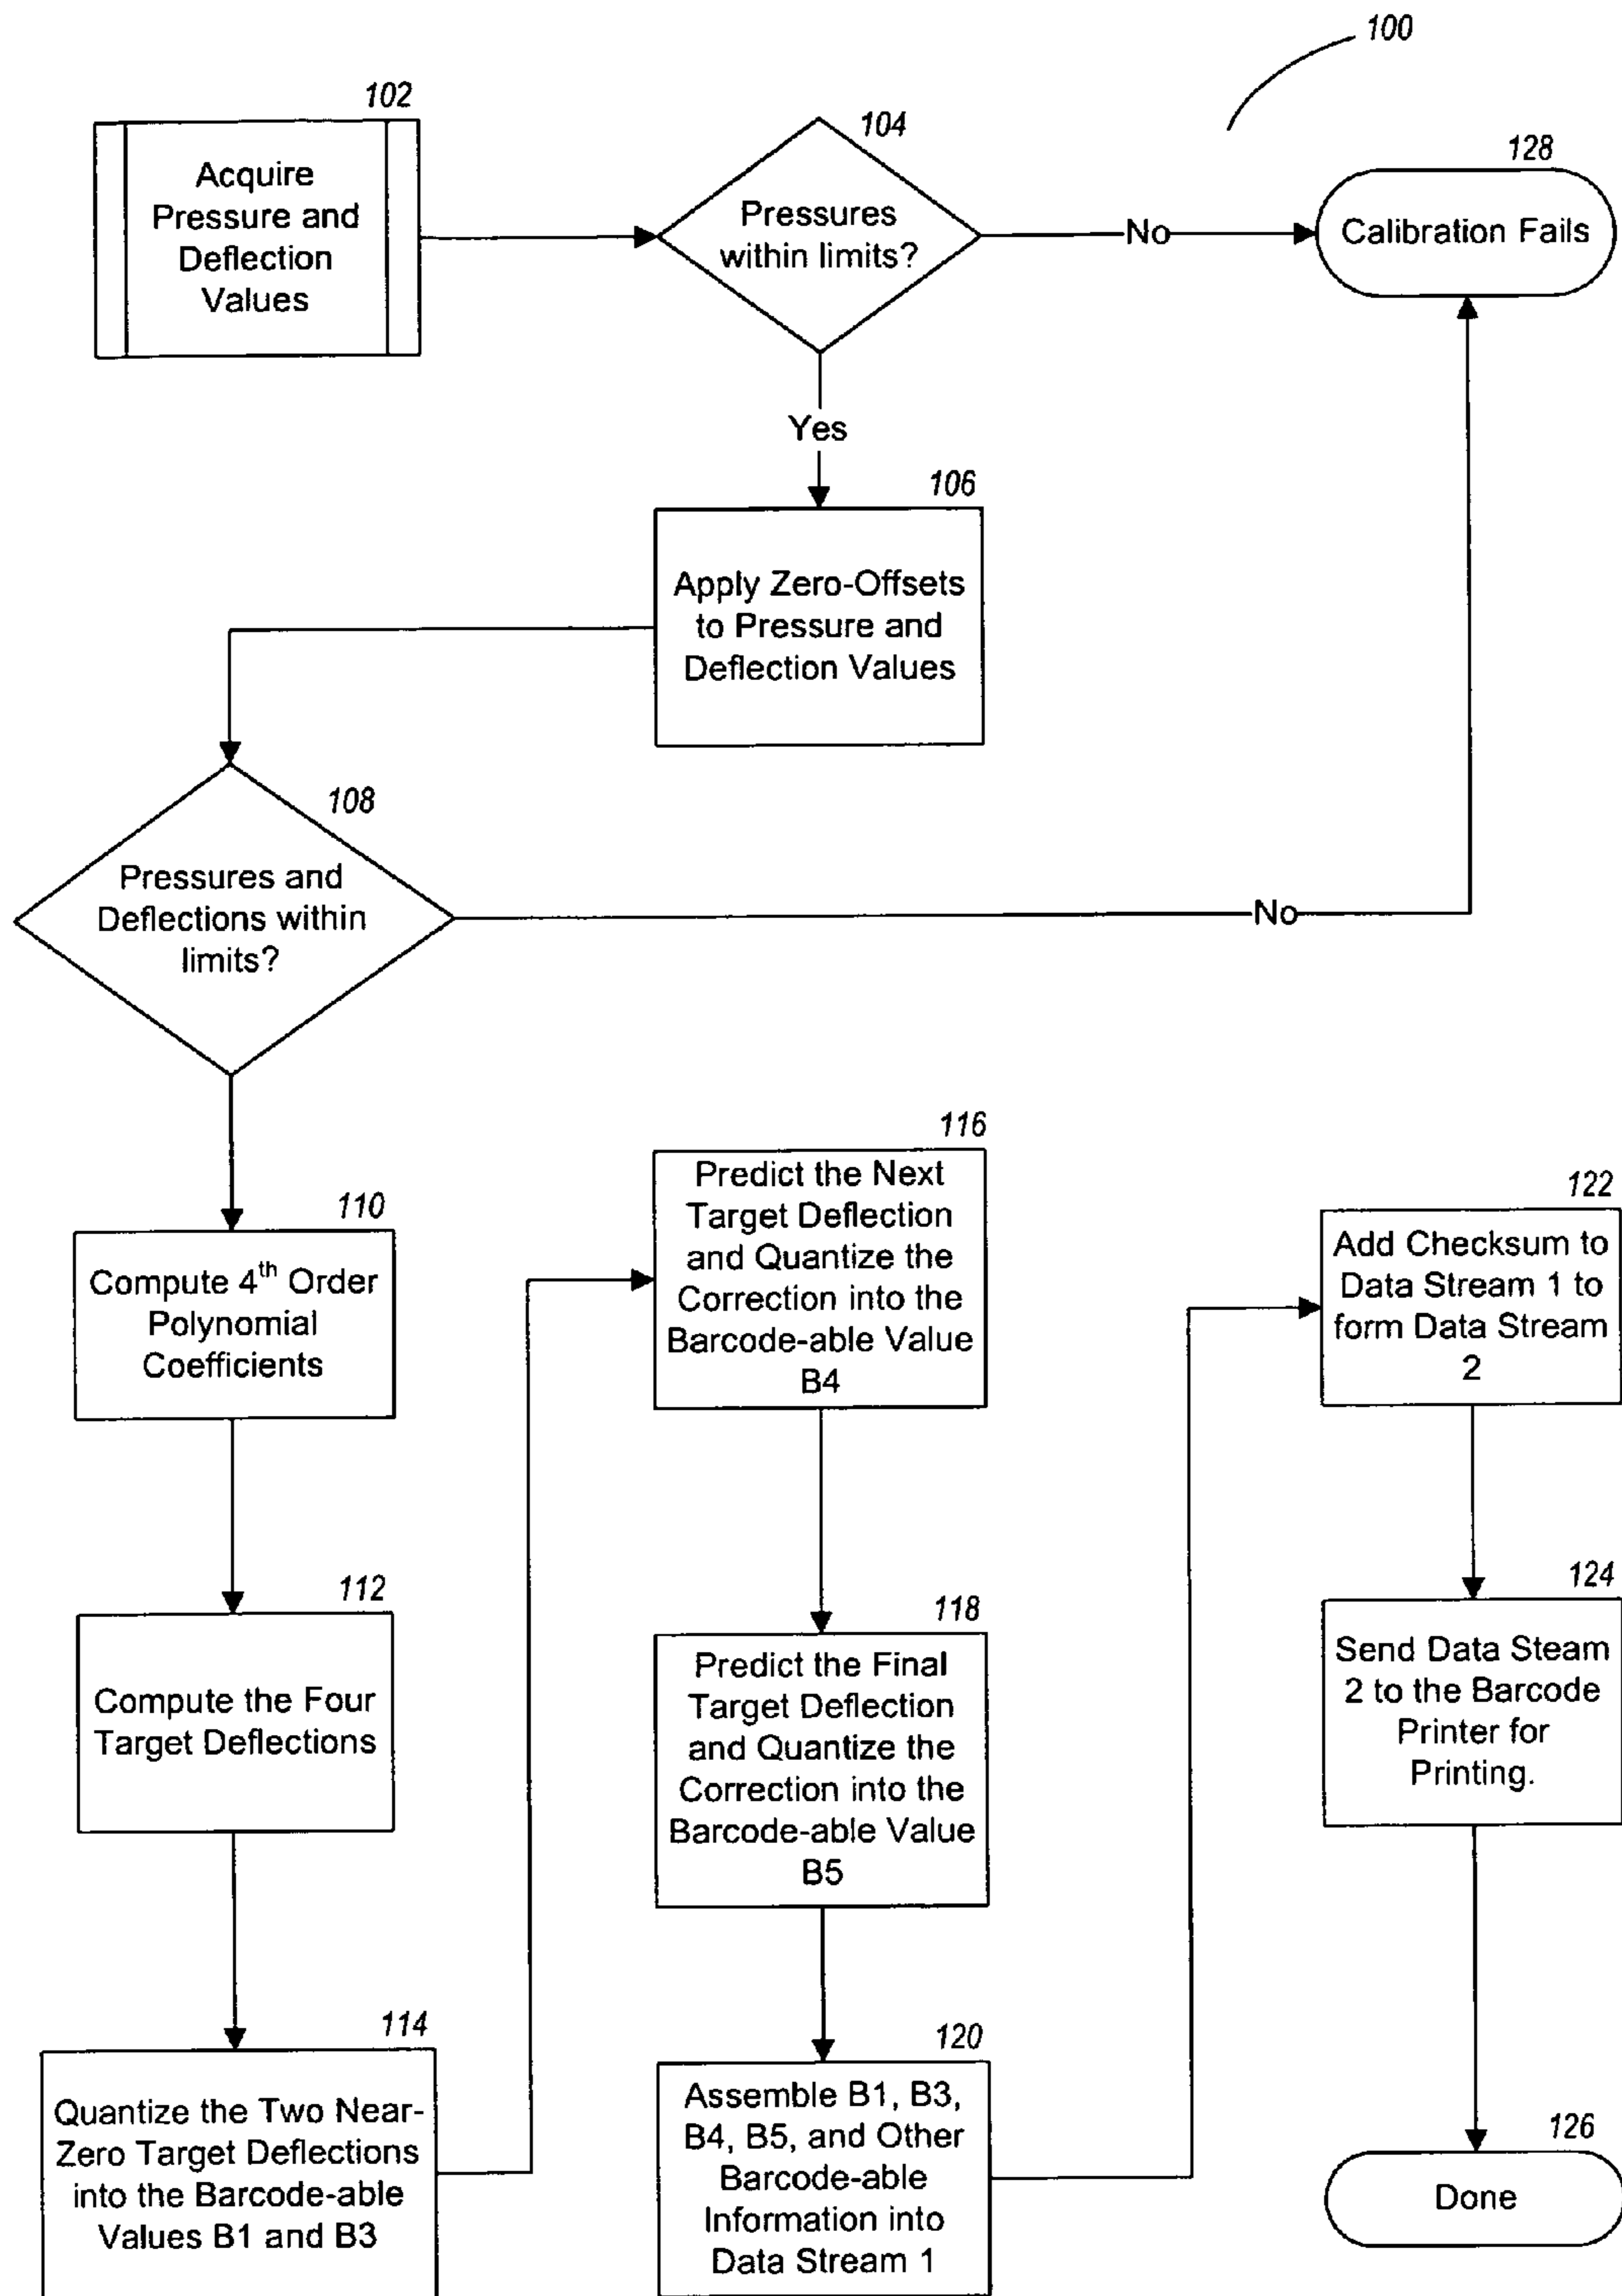 100
102
Acquire
Pressure and
Deflection
Values
104
Pressures
within limits?
No
128
Calibration Fails
Yes
106
Apply Zero-Offsets
to Pressure and
Deflection Values
108
Pressures and
Deflections within
limits?
No
110
Compute 4th Order
Polynomial
Coefficients
112
Compute the Four
Target Deflections
114
Quantize the Two Near-
Zero Target Deflections
into the Barcode-able
Values B1 and B3
116
Predict the Next
Target Deflection
and Quantize the
Correction into the
Barcode-able Value
B4
118
Predict the Final
Target Deflection
and Quantize the
Correction into the
Barcode-able Value
B5
120
Assemble B1, B3,
B4, B5, and Other
Barcode-able
Information into
Data Stream 1
122
Add Checksum to
Data Stream 1 to
form Data Stream
2
124
Send Data Steam
2 to the Barcode
Printer for
Printing.
126
Done